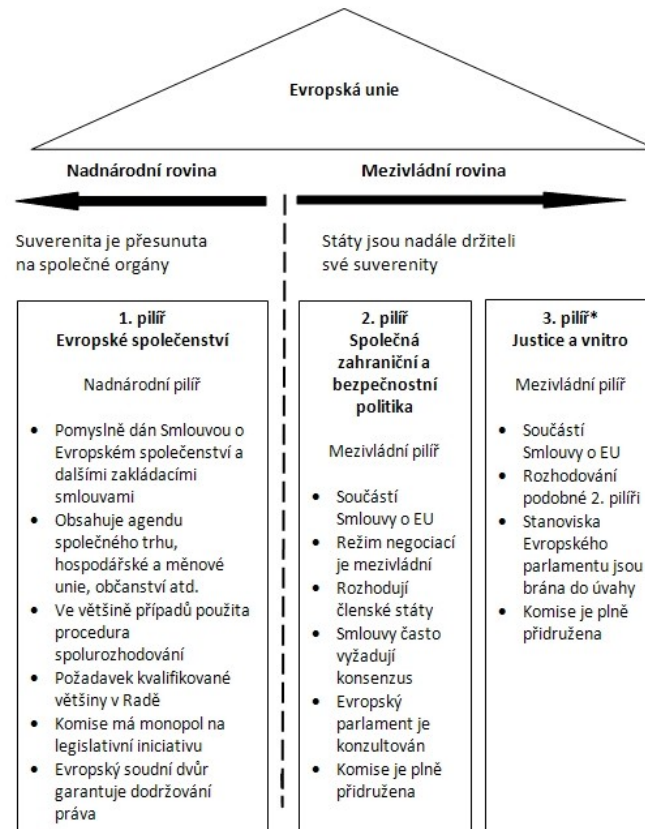 Evropská unie
Nadnárodní rovina
Mezivládní rovina
Suverenita je přesunuta
na společné orgány
Státy jsou nadále držiteli
své suverenity
1. pilíř
Evropské společenství
Nadnárodní pilíř
• Pomyslně dán Smlouvou o
Evropském společenství a
dalšími zakládacími
smlouvami
• Obsahuje agendu
společného trhu,
hospodářské a měnové
unie, občanství atd.
• Ve většině případů použita
procedura
spolurozhodování
• Požadavek kvalifikované
většiny v Radě
• Komise má monopol na
legislativní iniciativu
• Evropský soudní dvůr
garantuje dodržování
práva
2. pilíř
Společná
zahraniční a
bezpečnostní
politika
Mezivládní pilíř
• Součástí
Smlouvy o EU
• Režim negociací
je mezivládní
• Rozhodují
členské státy
• Smlouvy často
vyžadují
konsenzus
• Evropský
parlament je
konzultován
• Komise je plně
přidružena
3. pilíř*
Justice a vnitro
Mezivládní pilíř
• Součástí
Smlouvy o EU
• Rozhodování
podobné 2. pilíři
• Stanoviska
Evropského
parlamentu jsou
brána do úvahy
• Komise je plně
přidružena